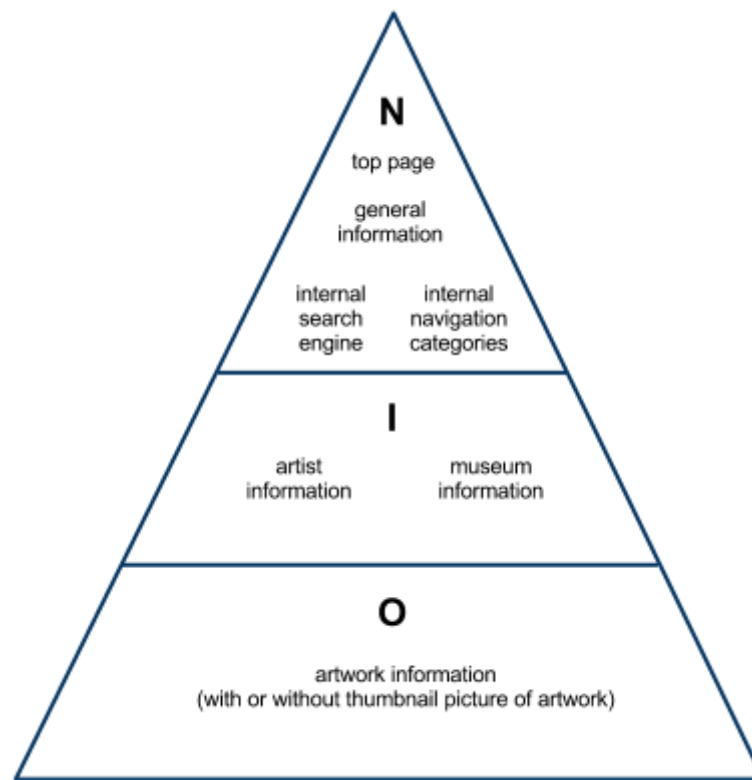 N
top page
general
information
internal
search
engine
internal
navigation
categories
I
artist
information
museum
information
O
artwork information
(with or without thumbnail picture of artwork)